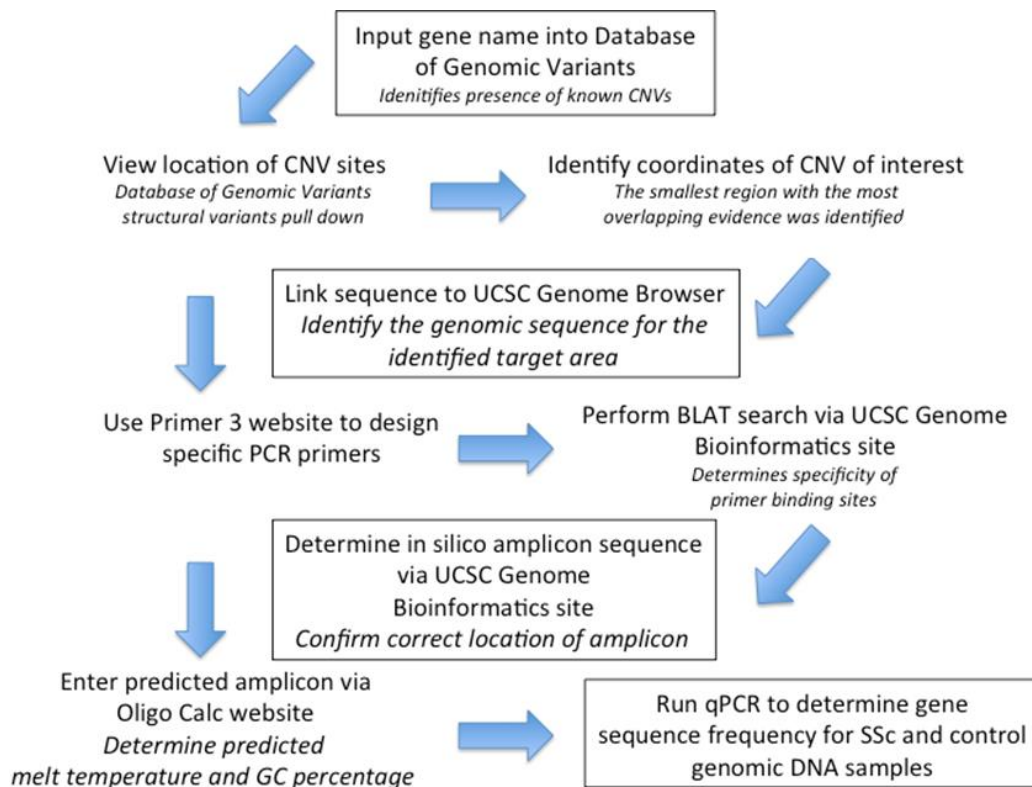 Input gene name into Database
of Genomic Variants
Idenitifies presence of known CNVs
View location of CNV sites
Database of Genomic Variants
structural variants pull down
Identify coordinates of CNV of interest
The smallest region with the most
overlapping evidence was identified
Link sequence to UCSC Genome Browser
Identify the genomic sequence for the
identified target area
Use Primer 3 website to design
specific PCR primers
Perform BLAT search via UCSC Genome
Bioinformatics site
Determines specificity of
primer binding sites
Determine in silico amplicon sequence
via UCSC Genome
Bioinformatics site
Confirm correct location of amplicon
Enter predicted amplicon via
Oligo Calc website
Determine predicted
melt temperature and GC percentage
Run qPCR to determine gene
sequence frequency for SSc and control
genomic DNA samples